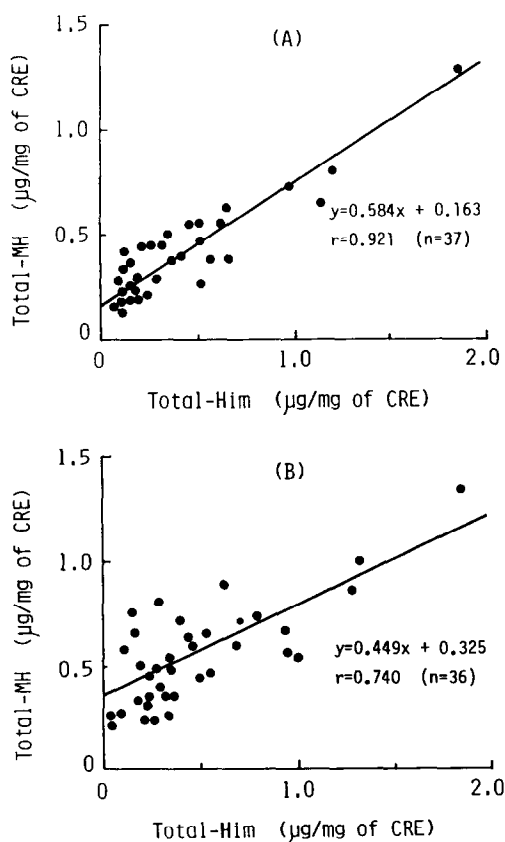 (A)
Total-MH (µg/mg of CRE)
1.5
1.0
0.5
0
y=0.584x + 0.163
r=0.921 (n=37)
0 1.0 2.0
Total-Him (µg/mg of CRE)
(B)
Total-MH (µg/mg of CRE)
1.5
1.0
0.5
0
y=0.449x + 0.325
r=0.740 (n=36)
0 1.0 2.0
Total-Him (µg/mg of CRE)